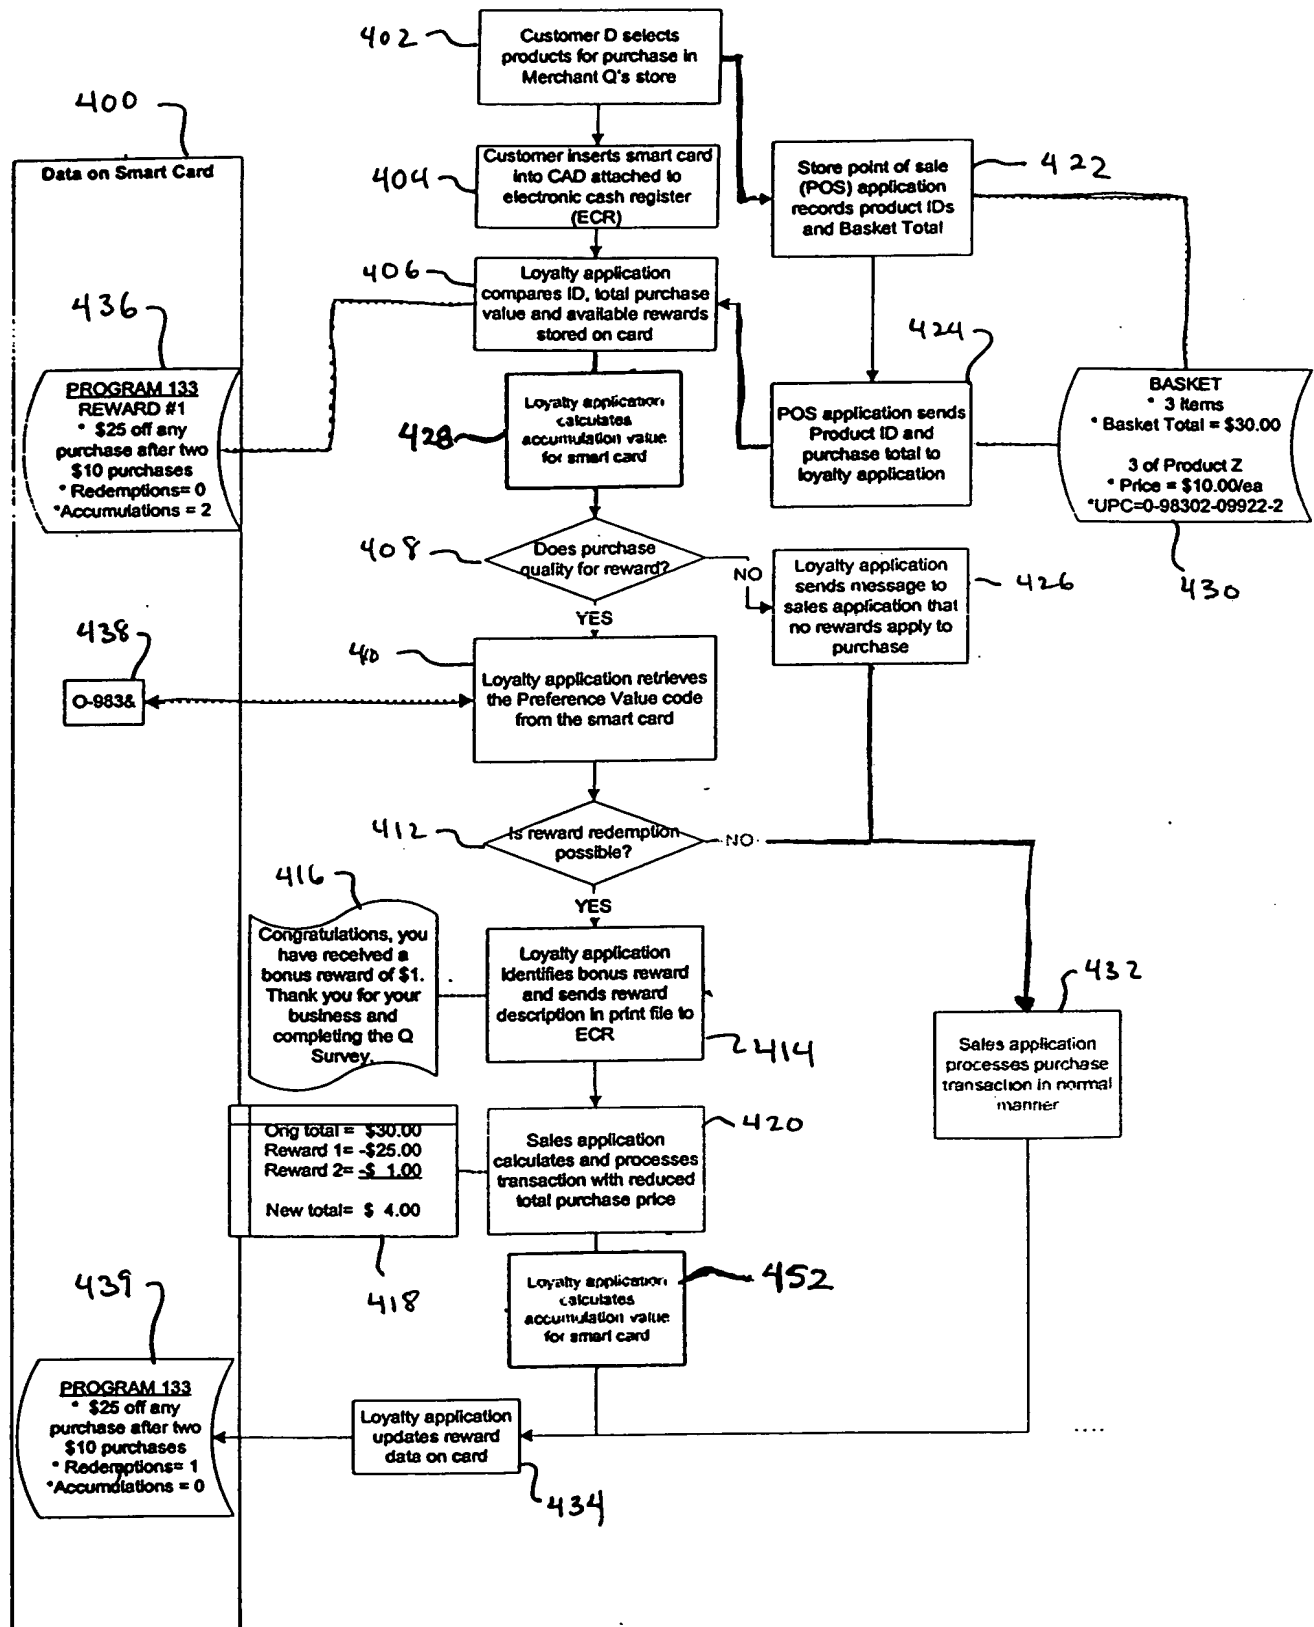 402
Customer D selects
products for purchase in
Merchant Q's store
400
Data on Smart Card
404
Customer inserts smart card
into CAD attached to
electronic cash register
(ECR)
Store point of sale
(POS) application
records product IDs
and Basket Total
422
406
Loyalty application
compares ID, total purchase
value and available rewards
stored on card
436
PROGRAM 133
REWARD #1
* $25 off any
purchase after two
$10 purchases
* Redemptions= 0
*Accumulations = 2
424
428
Loyalty application
calculates
accumulation value
for smart card
POS application sends
Product ID and
purchase total to
loyalty application
BASKET
* 3 Items
* Basket Total = $30.00
3 of Product Z
* Price = $10.00/ea
*UPC=0-98302-09922-2
430
408
Does purchase
quality for reward?
NO
YES
Loyalty application
sends message to
sales application that
no rewards apply to
purchase
426
438
O-983&
410
Loyalty application retrieves
the Preference Value code
from the smart card
412
Is reward redemption
possible?
NO
YES
416
Congratulations, you
have received a
bonus reward of $1.
Thank you for your
business and
completing the Q
Survey.
Loyalty application
Identifies bonus reward
and sends reward
description in print file to
ECR
414
432
Sales application
processes purchase
transaction in normal
manner
Orig total = $30.00
Reward 1= -$25.00
Reward 2= -$ 1.00
New total= $ 4.00
418
Sales application
calculates and processes
transaction with reduced
total purchase price
420
Loyalty application
calculates
accumulation value
for smart card
452
439
PROGRAM 133
* $25 off any
purchase after two
$10 purchases
* Redemptions= 1
*Accumulations = 0
Loyalty application
updates reward
data on card
434
....